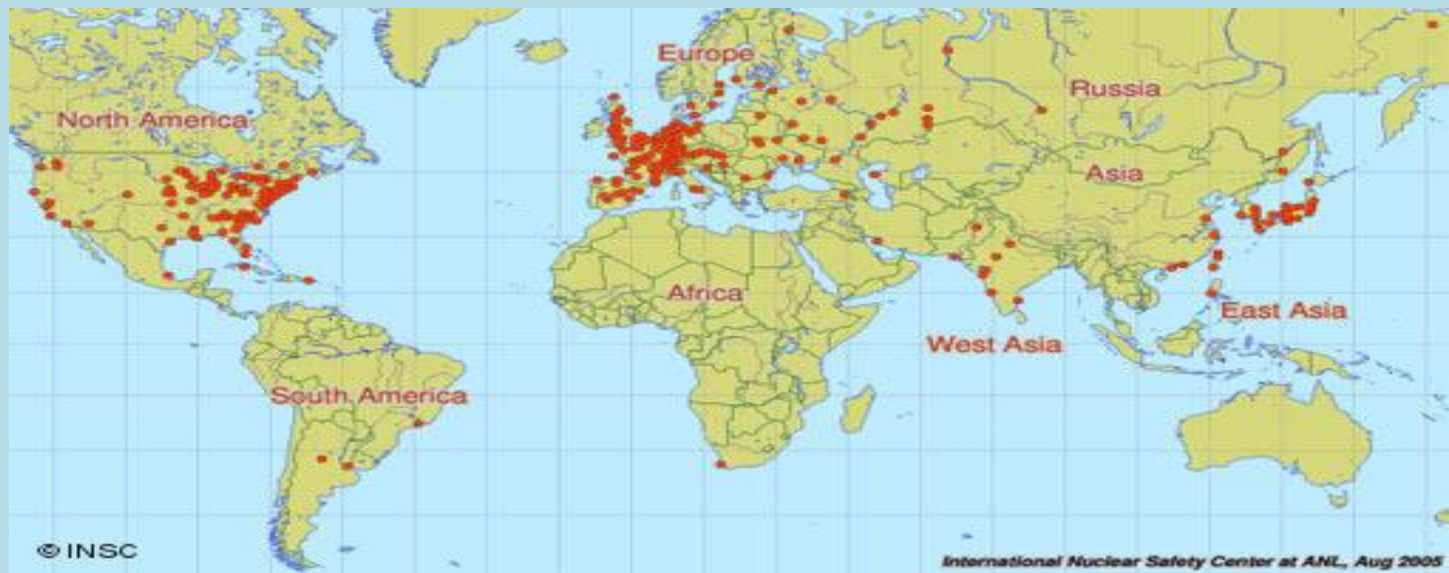 Europe
Russia
North America
Asia
Africa
East Asia
West Asia
South America
© INSC
International Nuclear Safety Center at ANL, Aug 2005